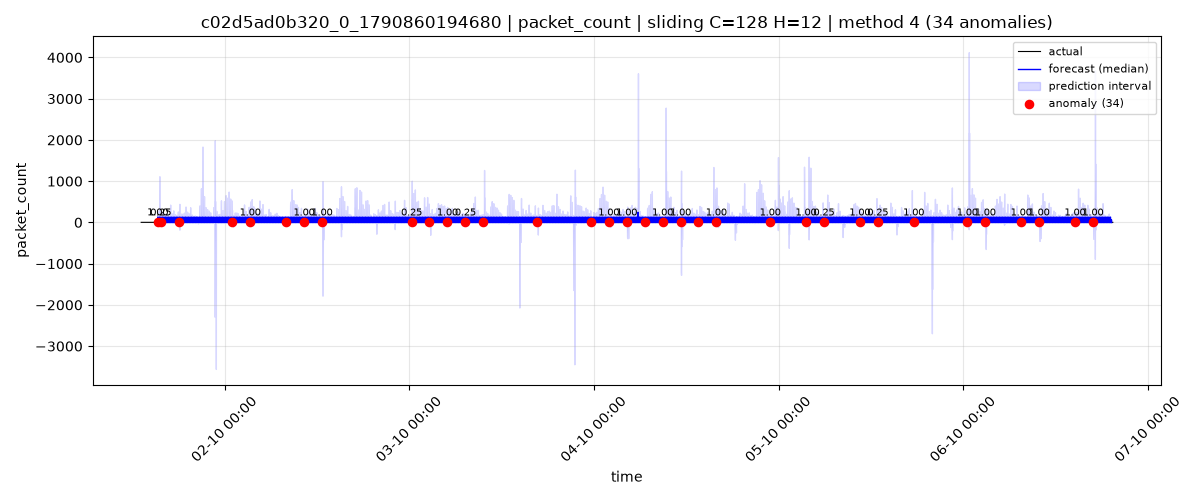 c02d5ad0b320_0_1790860194680 | packet_count | sliding C=128 H=12 | method 4 (34 anomalies)
actual
forecast (median)
prediction interval
anomaly (34)
packet_count
4000
3000
2000
1000
0
−1000
−2000
−3000
1.00 1.00 1.00 0.25 1.00 0.25 1.00 1.00 1.00 1.00 1.00 1.00 1.00 0.25 1.00 0.25 1.00 1.00 1.00 1.00 1.00 1.00 1.00
02-10 00:00
03-10 00:00
04-10 00:00
05-10 00:00
06-10 00:00
07-10 00:00
time